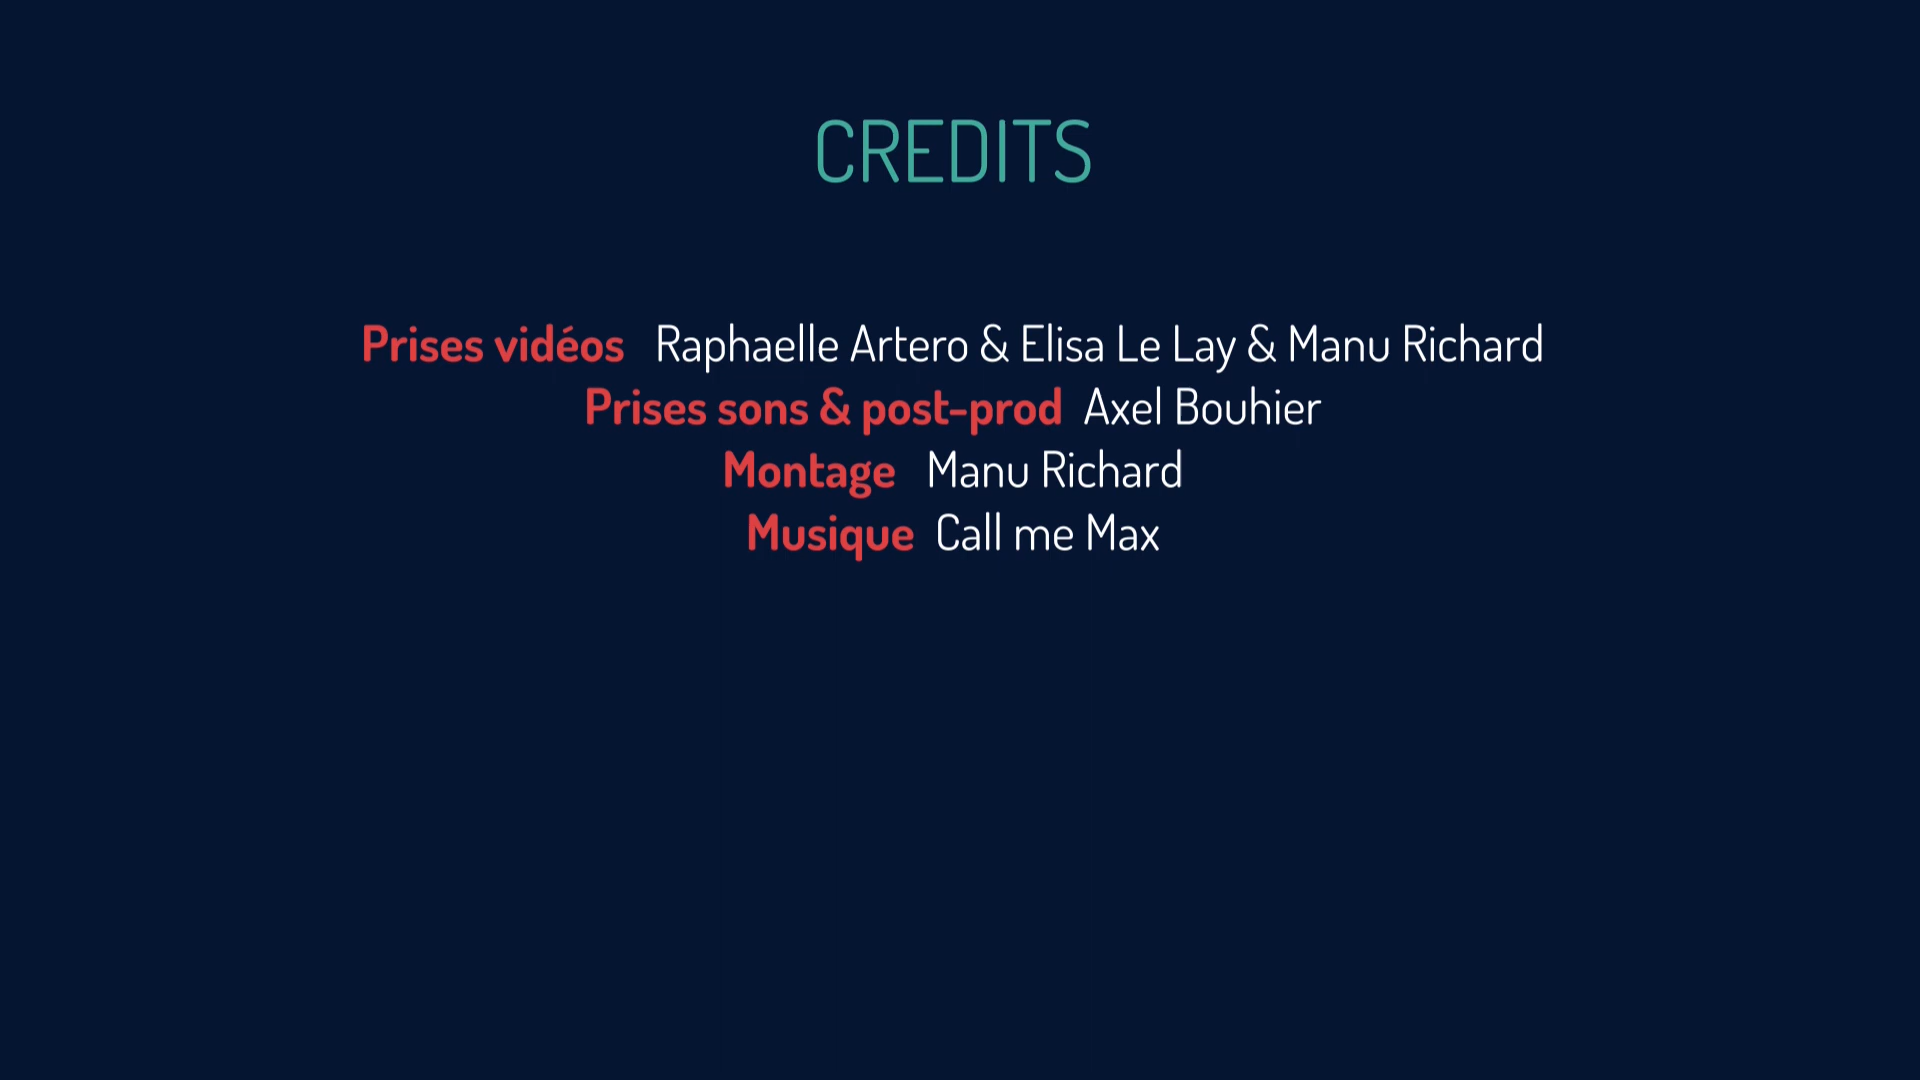 CREDITS
Prises vidéos Raphaelle Artero & Elisa Le Lay & Manu Richard
Prises sons & post-prod Axel Bouhier
Montage Manu Richard
Musique Call me Max